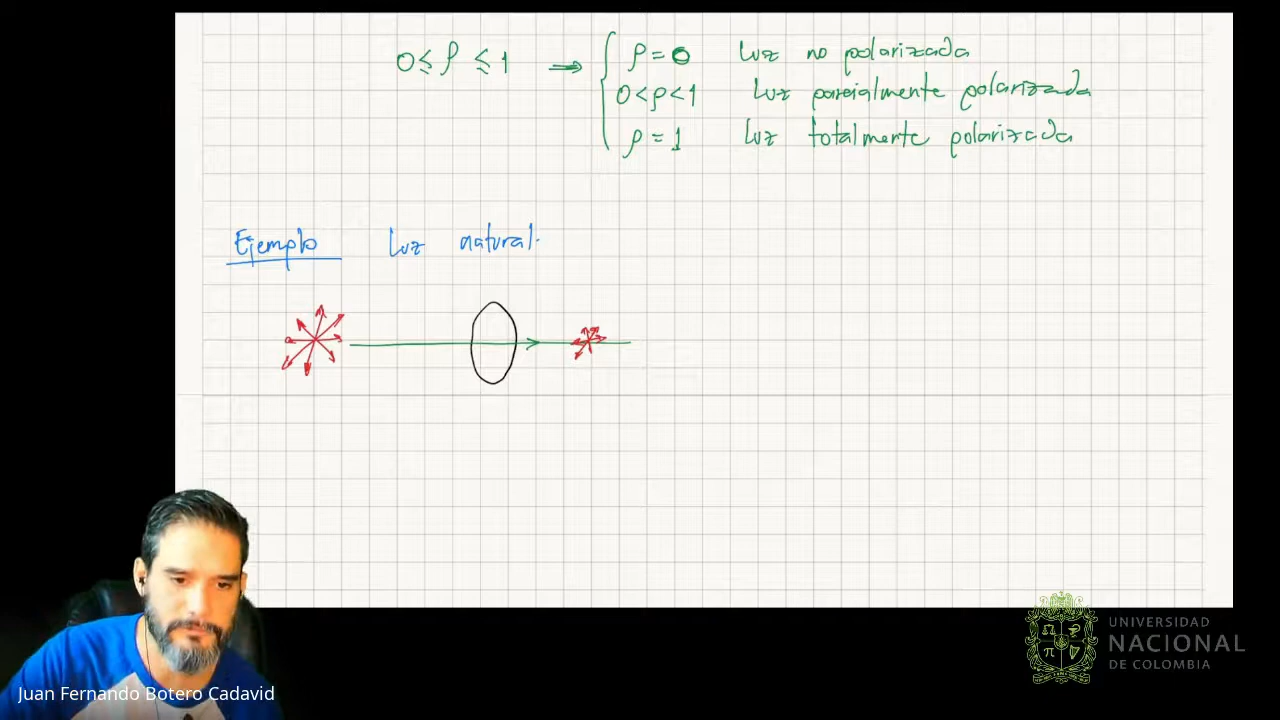 0 ≤ ρ ≤ 1 ⇒ { ρ = 0 luz no polarizada
0 < ρ < 1 luz parcialmente polarizada
ρ = 1 luz totalmente polarizada
Ejemplo luz natural.
UNIVERSIDAD
NACIONAL
DE COLOMBIA
Juan Fernando Botero Cadavid